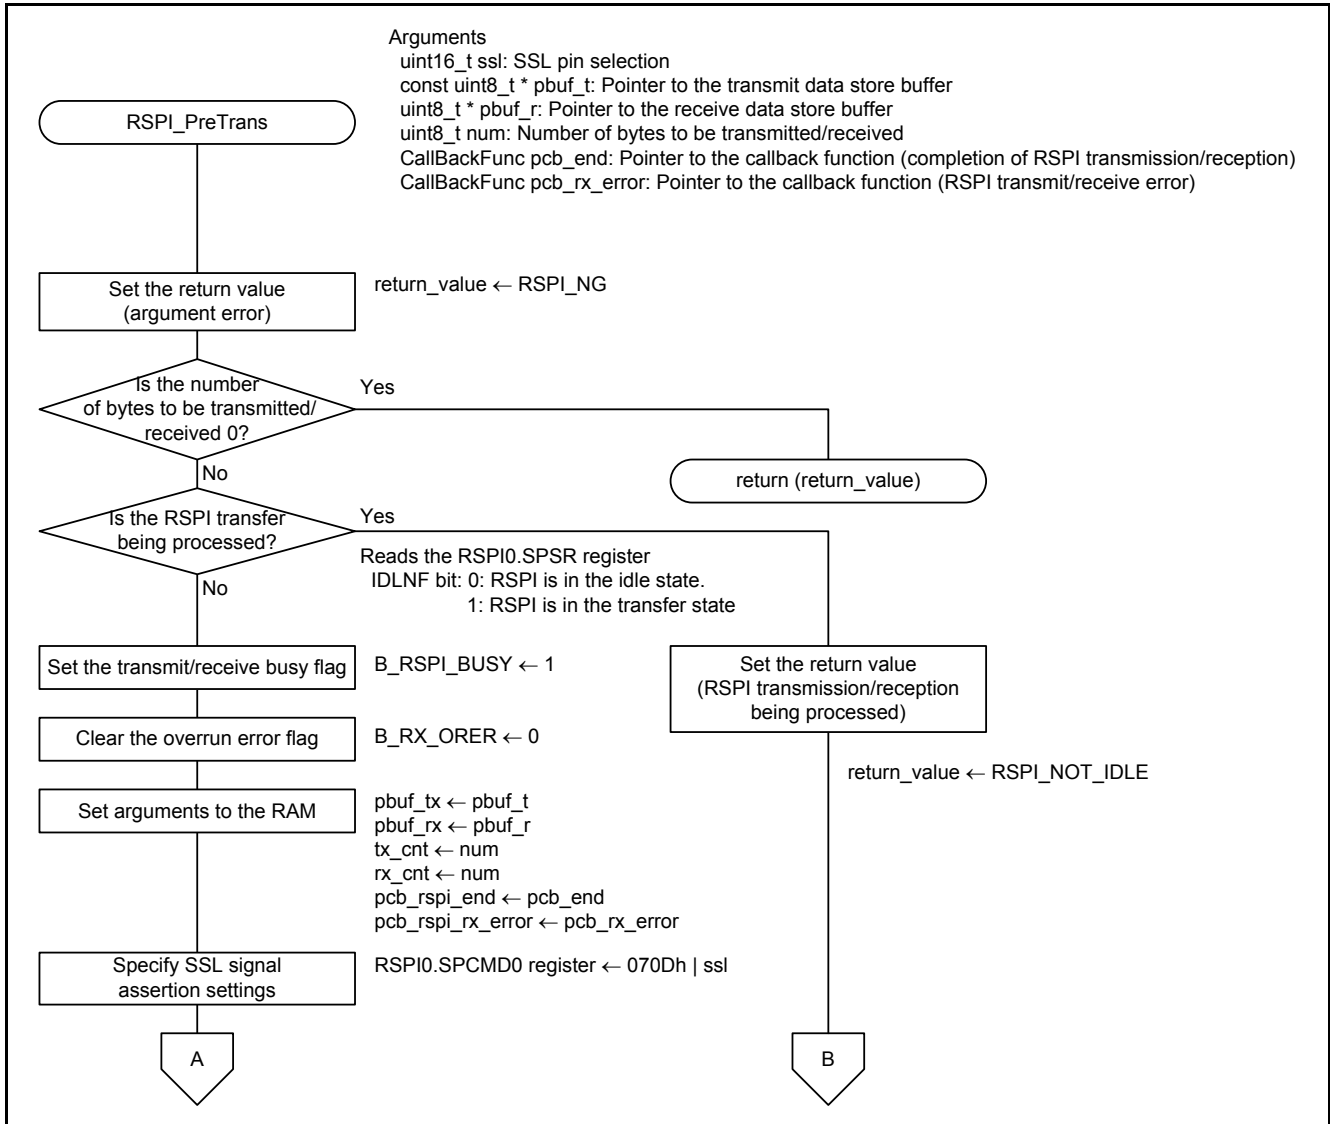 Arguments
uint16_t ssl: SSL pin selection
const uint8_t * pbuf_t: Pointer to the transmit data store buffer
uint8_t * pbuf_r: Pointer to the receive data store buffer
uint8_t num: Number of bytes to be transmitted/received
CallBackFunc pcb_end: Pointer to the callback function (completion of RSPI transmission/reception)
CallBackFunc pcb_rx_error: Pointer to the callback function (RSPI transmit/receive error)
RSPI_PreTrans
Set the return value
(argument error)
return_value ← RSPI_NG
Is the number
of bytes to be transmitted/
received 0?
Yes
No
return (return_value)
Is the RSPI transfer
being processed?
Yes
No
Reads the RSPI0.SPSR register
IDLNF bit: 0: RSPI is in the idle state.
1: RSPI is in the transfer state
Set the transmit/receive busy flag
B_RSPI_BUSY ← 1
Set the return value
(RSPI transmission/reception
being processed)
Clear the overrun error flag
B_RX_ORER ← 0
return_value ← RSPI_NOT_IDLE
Set arguments to the RAM
pbuf_tx ← pbuf_t
pbuf_rx ← pbuf_r
tx_cnt ← num
rx_cnt ← num
pcb_rspi_end ← pcb_end
pcb_rspi_rx_error ← pcb_rx_error
Specify SSL signal
assertion settings
RSPI0.SPCMD0 register ← 070Dh | ssl
A
B